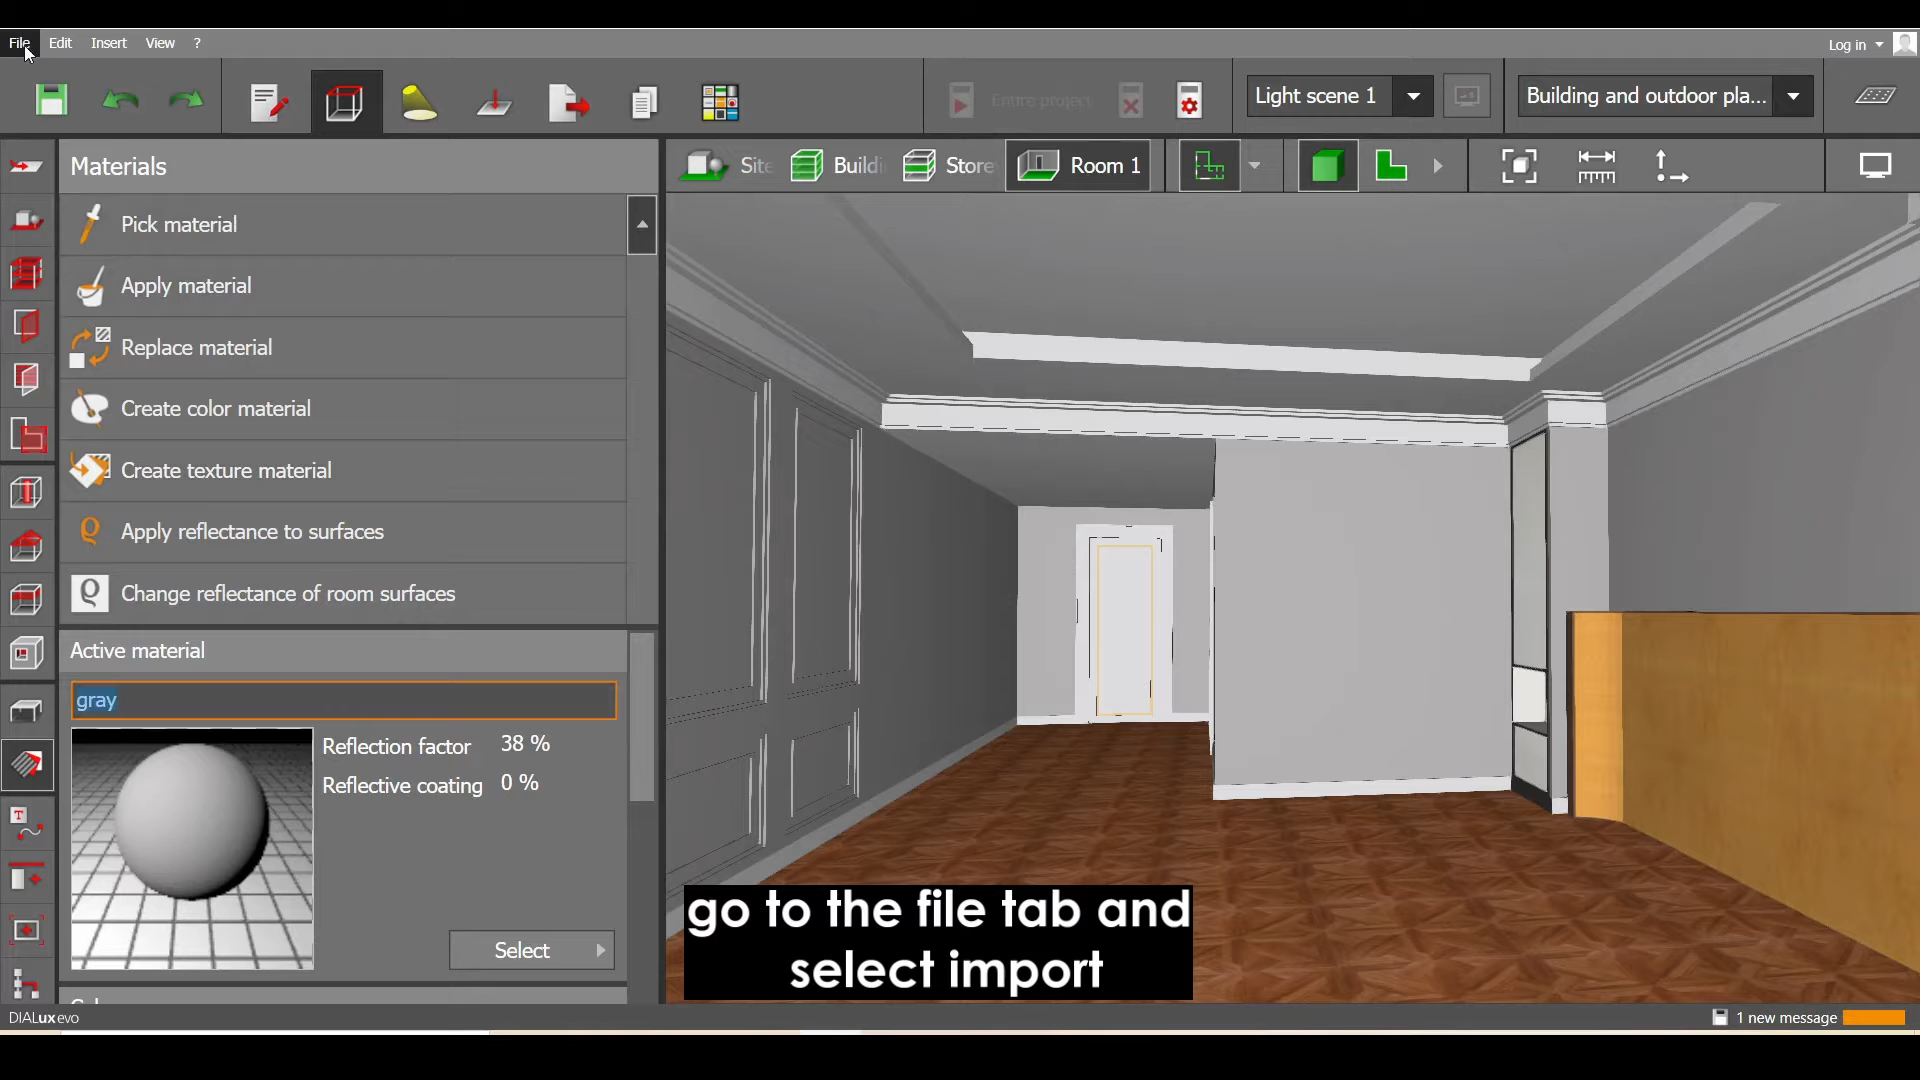 File Edit Insert View ?
Log in
Entire project
Light scene 1
Building and outdoor pla...
Materials
Site
Buildi
Store
Room 1
Pick material
Apply material
Replace material
Create color material
Create texture material
Apply reflectance to surfaces
Change reflectance of room surfaces
Active material
gray
Reflection factor 38 %
Reflective coating 0 %
Select
go to the file tab and
select import
DIALux evo
1 new message